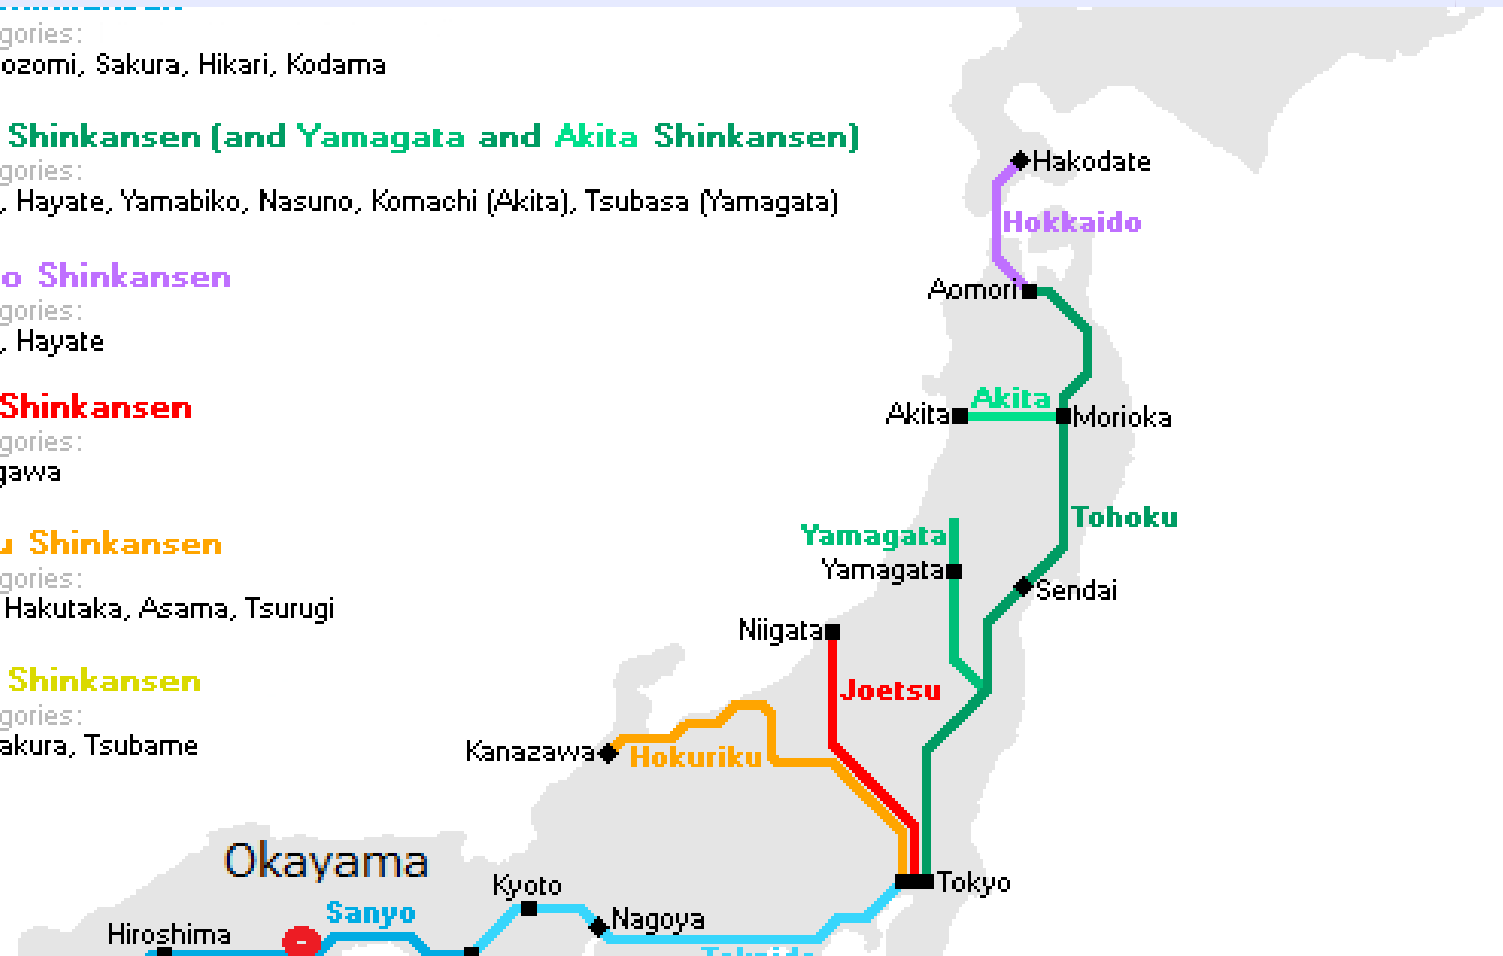 gories:
ozomi, Sakura, Hikari, Kodama
Shinkansen (and Yamagata and Akita Shinkansen)
gories:
, Hayate, Yamabiko, Nasuno, Komachi (Akita), Tsubasa (Yamagata)
o Shinkansen
gories:
, Hayate
Shinkansen
gories:
gawa
u Shinkansen
gories:
Hakutaka, Asama, Tsurugi
Shinkansen
gories:
akura, Tsubame
Hakodate
Hokkaido
Aomori
Akita
Akita
Morioka
Tohoku
Yamagata
Yamagata
Sendai
Niigata
Joetsu
Kanazawa
Hokuriku
Okayama
Kyoto
Tokyo
Sanyo
Nagoya
Hiroshima